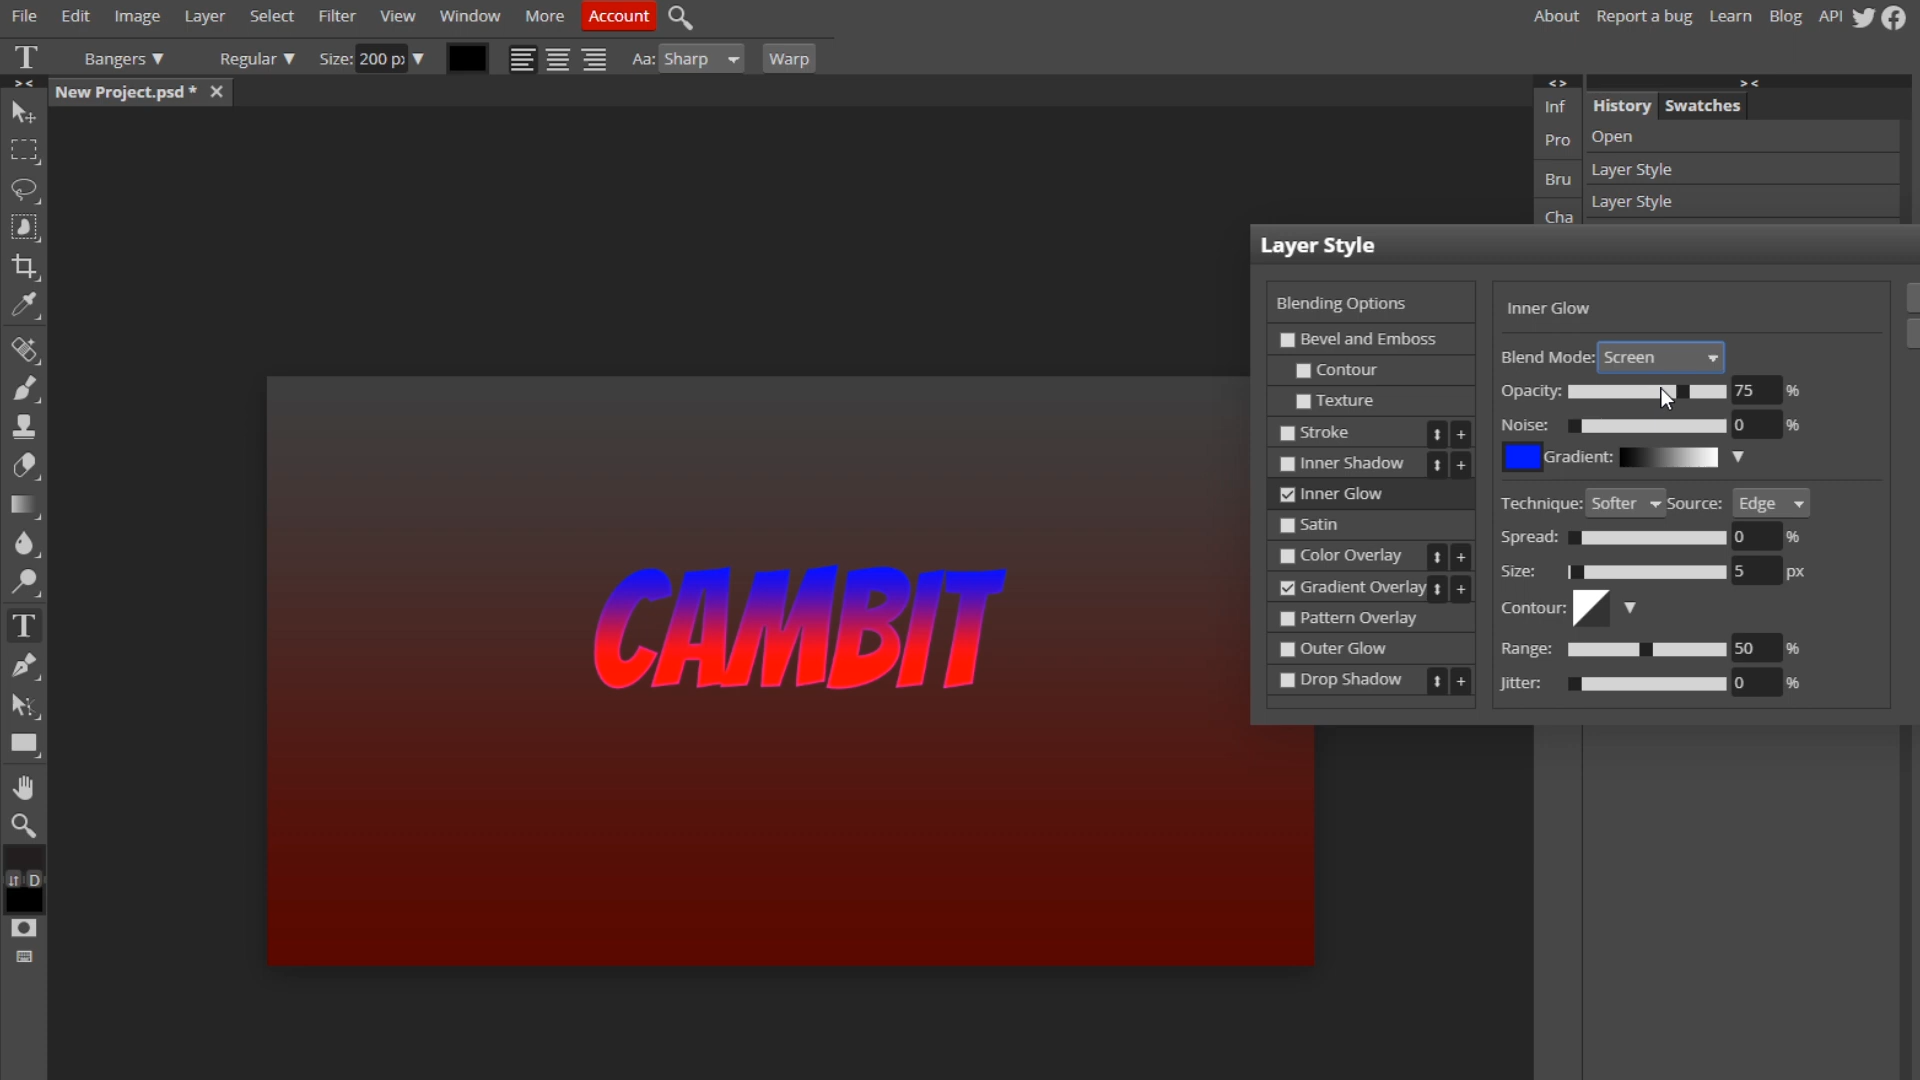 File Edit Image Layer Select Filter View Window More Account About Report a bug Learn Blog API
T Bangers ▼ Regular ▼ Size: 200 px ▼ Aa: Sharp Warp
> < < > > <
New Project.psd * ✕
Inf
Pro
Bru
Cha
History Swatches
Open
Layer Style
Layer Style
Layer Style
Blending Options
Bevel and Emboss
Contour
Texture
Stroke +
Inner Shadow +
Inner Glow
Satin
Color Overlay +
Gradient Overlay +
Pattern Overlay
Outer Glow
Drop Shadow +
Inner Glow
Blend Mode: Screen
Opacity: 75 %
Noise: 0 %
Gradient: ▼
Technique: Softer Source: Edge
Spread: 0 %
Size: 5 px
Contour: ▼
Range: 50 %
Jitter: 0 %
CAMBIT
T
D